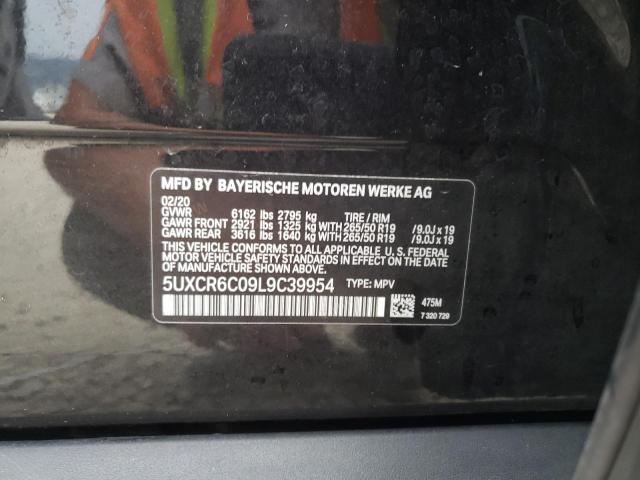 MFD BY BAYERISCHE MOTOREN WERKE AG
02/20
GVWR 6162 lbs 2795 kg TIRE / RIM
GAWR FRONT 2921 lbs 1325 kg WITH 265/50 R19 /9.0J x 19
GAWR REAR 3616 lbs 1640 kg WITH 265/50 R19 /9.0J x 19
THIS VEHICLE CONFORMS TO ALL APPLICABLE U. S. FEDERAL
MOTOR VEHICLE SAFETY STANDARDS IN EFFECT ON THE
DATE OF MANUFACTURE SHOWN ABOVE.
5UXCR6C09L9C39954 TYPE: MPV
475M
7 320 729